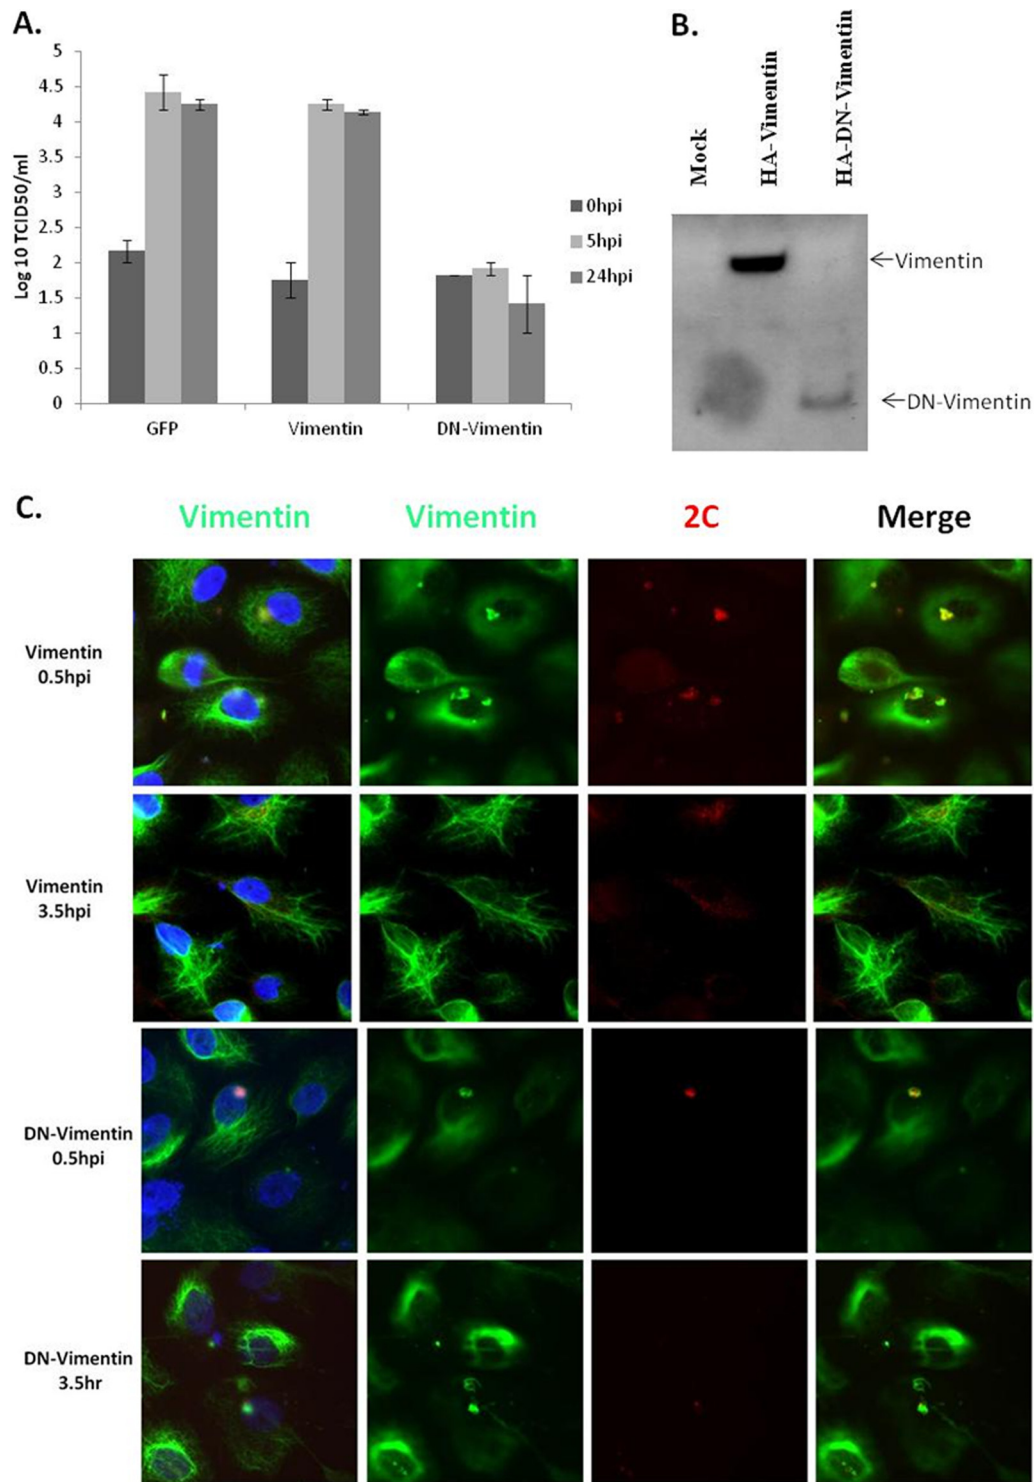 A.
5
4.5
4
3.5
3
2.5
2
1.5
1
0.5
0
Log 10 TCID50/ml
GFP
Vimentin
DN-Vimentin
0hpi
5hpi
24hpi
B.
Mock
HA-Vimentin
HA-DN-Vimentin
←Vimentin
←DN-Vimentin
C.
Vimentin
Vimentin
2C
Merge
Vimentin
0.5hpi
Vimentin
3.5hpi
DN-Vimentin
0.5hpi
DN-Vimentin
3.5hr